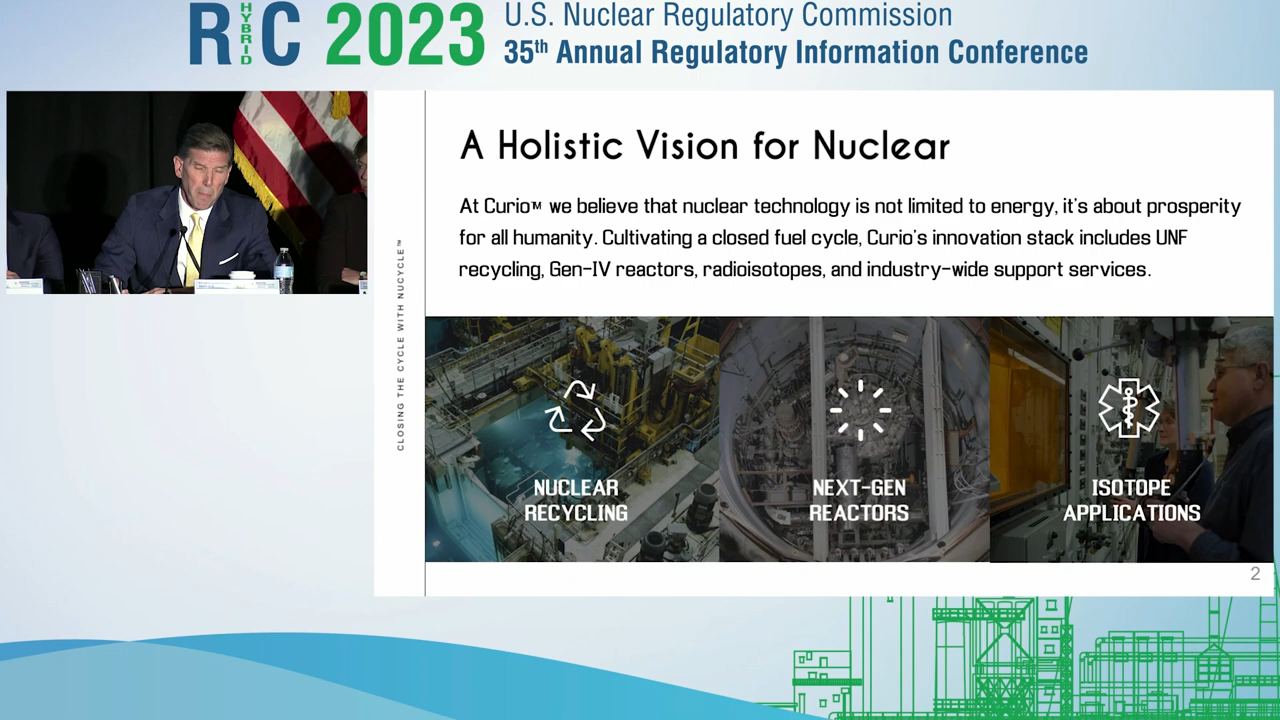 RIC 2023
HYBRID
U.S. Nuclear Regulatory Commission
35th Annual Regulatory Information Conference
CLOSING THE CYCLE WITH NUCYCLE™
A Holistic Vision for Nuclear
At Curio™ we believe that nuclear technology is not limited to energy, it's about prosperity
for all humanity. Cultivating a closed fuel cycle, Curio's innovation stack includes UNF
recycling, Gen-IV reactors, radioisotopes, and industry-wide support services.
NUCLEAR
RECYCLING
NEXT-GEN
REACTORS
ISOTOPE
APPLICATIONS
2